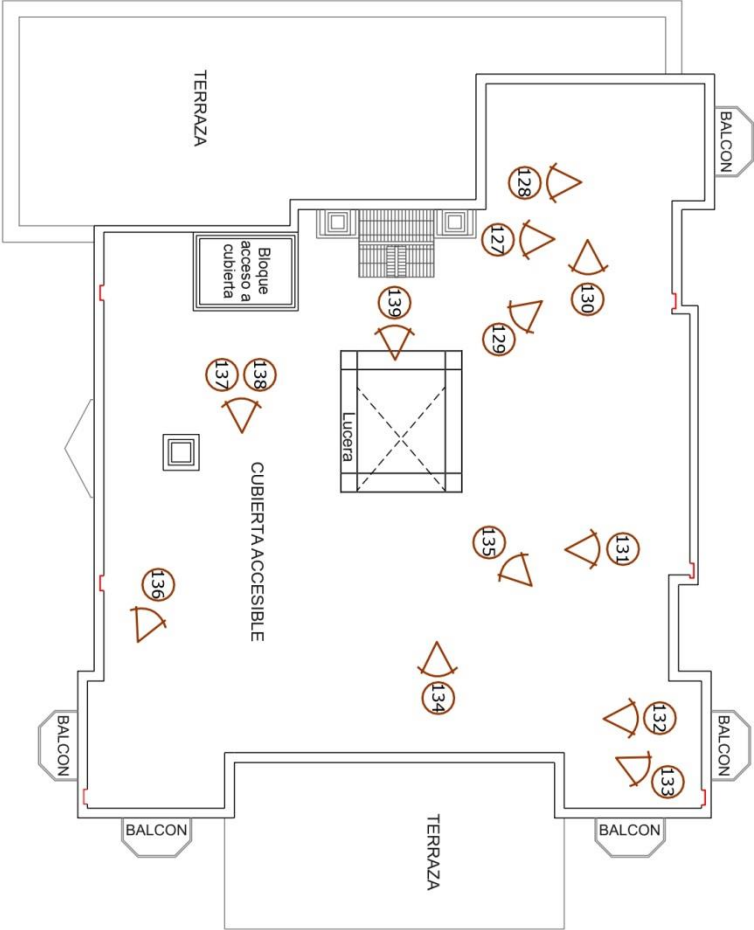 TERRAZA
BALCON
128
127
130
129
139
Bloque
acceso a
cubierta
137
138
Lucera
CUBIERTA ACCESIBLE
135
131
136
134
132
133
BALCON
BALCON
BALCON
BALCON
TERRAZA